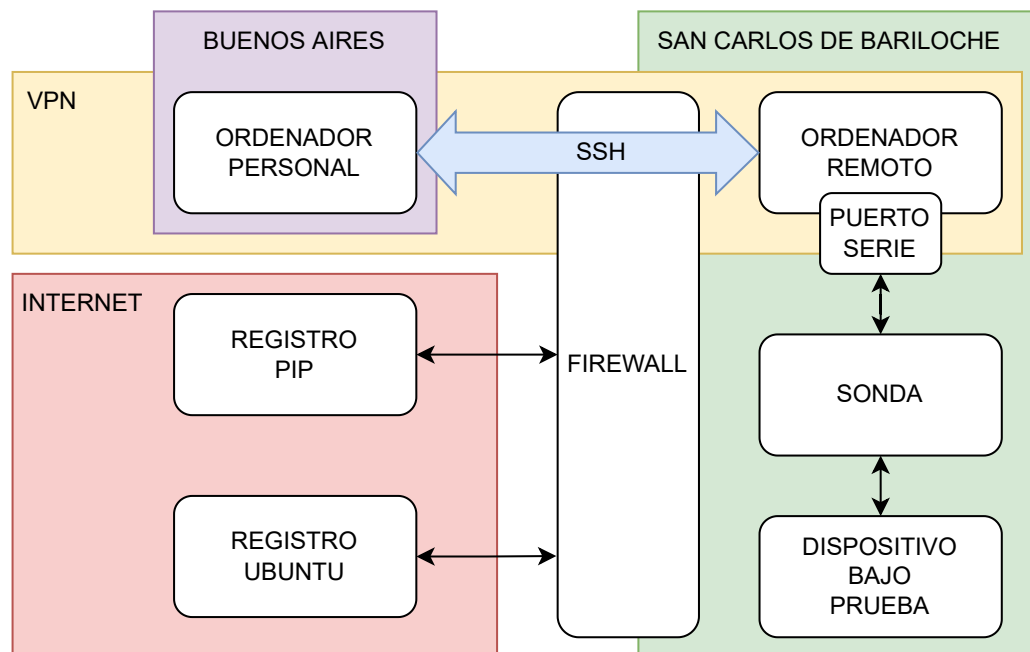 BUENOS AIRES
SAN CARLOS DE BARILOCHE
VPN
ORDENADOR
PERSONAL
SSH
ORDENADOR
REMOTO
PUERTO
SERIE
INTERNET
REGISTRO
PIP
FIREWALL
SONDA
REGISTRO
UBUNTU
DISPOSITIVO
BAJO
PRUEBA